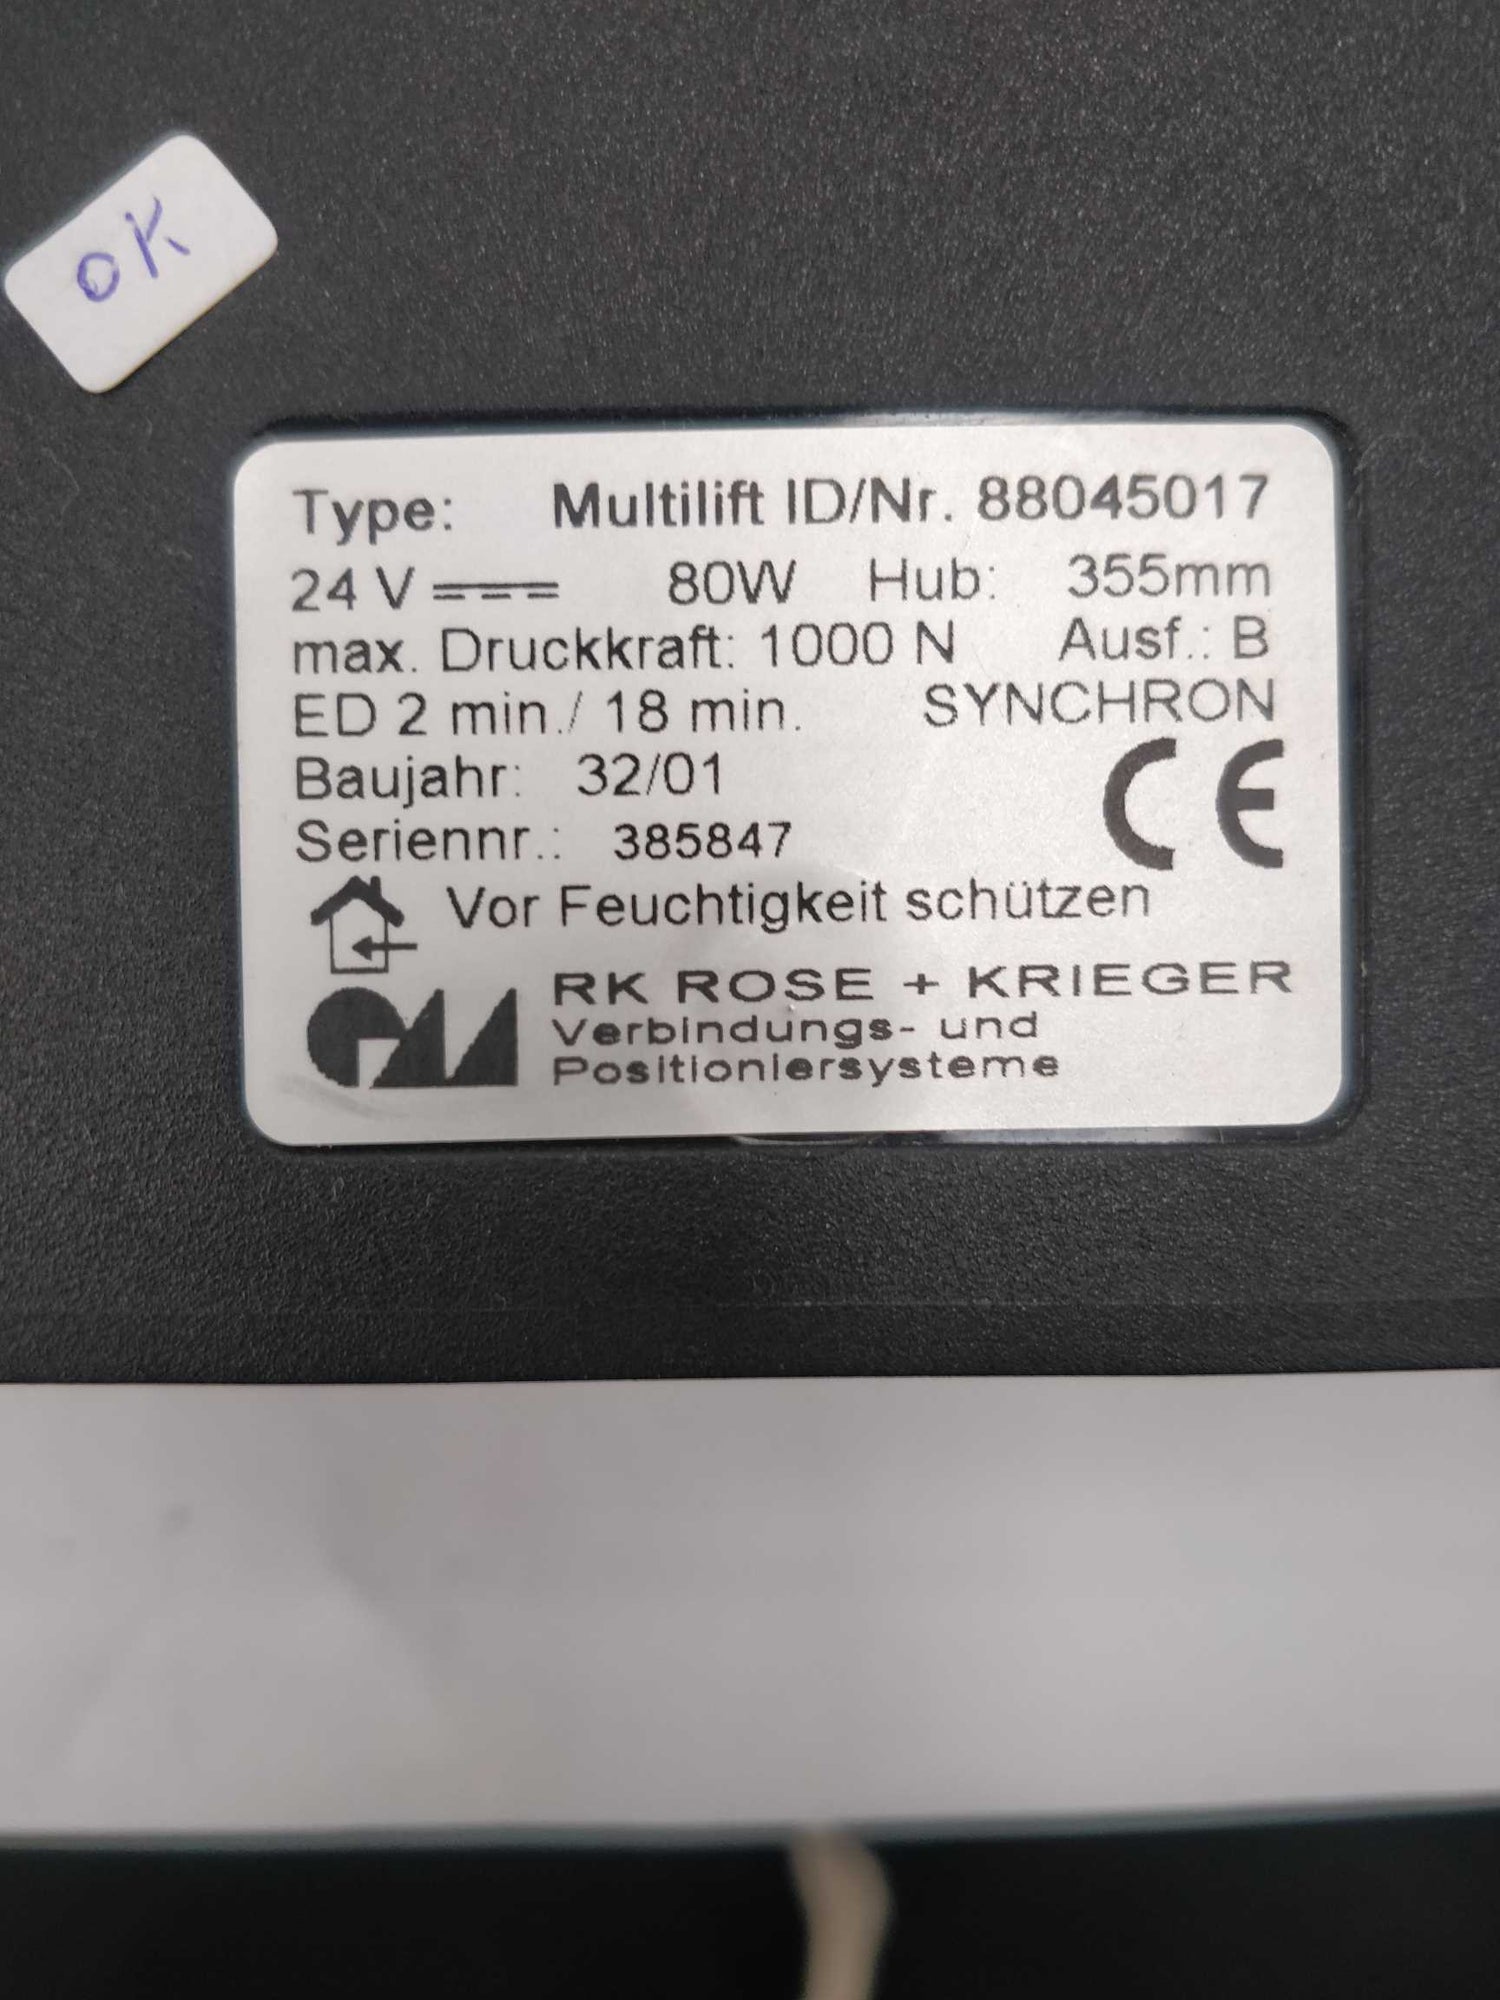 OK
Type: Multilift ID/Nr. 88045017
24 V 80W Hub: 355mm
max. Druckkraft: 1000 N Ausf.: B
ED 2 min./ 18 min. SYNCHRON
Baujahr: 32/01
CE
Seriennr.: 385847
Vor Feuchtigkeit schützen
RK ROSE + KRIEGER
Verbindungs- und
Positioniersysteme